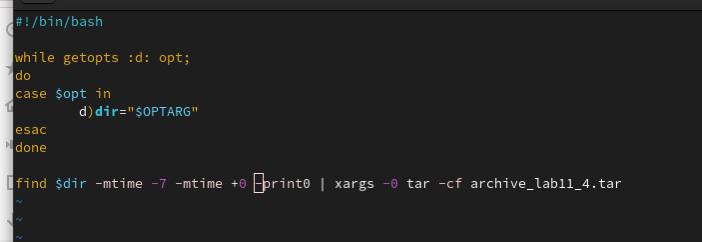 #!/bin/bash
while getopts :d: opt;
do
case $opt in
d)dir="$OPTARG"
esac
done
find $dir -mtime -7 -mtime +0 -print0 | xargs -0 tar -cf archive_lab11_4.tar
~
~
~